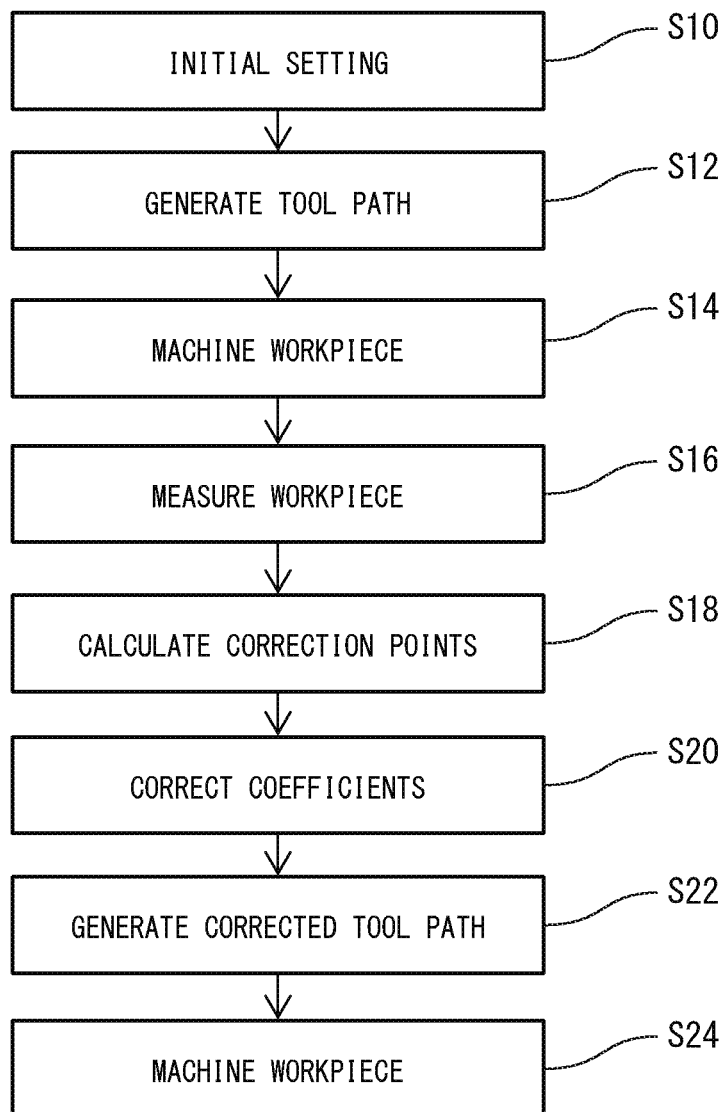 INITIAL SETTING
S10
GENERATE TOOL PATH
S12
MACHINE WORKPIECE
S14
MEASURE WORKPIECE
S16
CALCULATE CORRECTION POINTS
S18
CORRECT COEFFICIENTS
S20
GENERATE CORRECTED TOOL PATH
S22
MACHINE WORKPIECE
S24